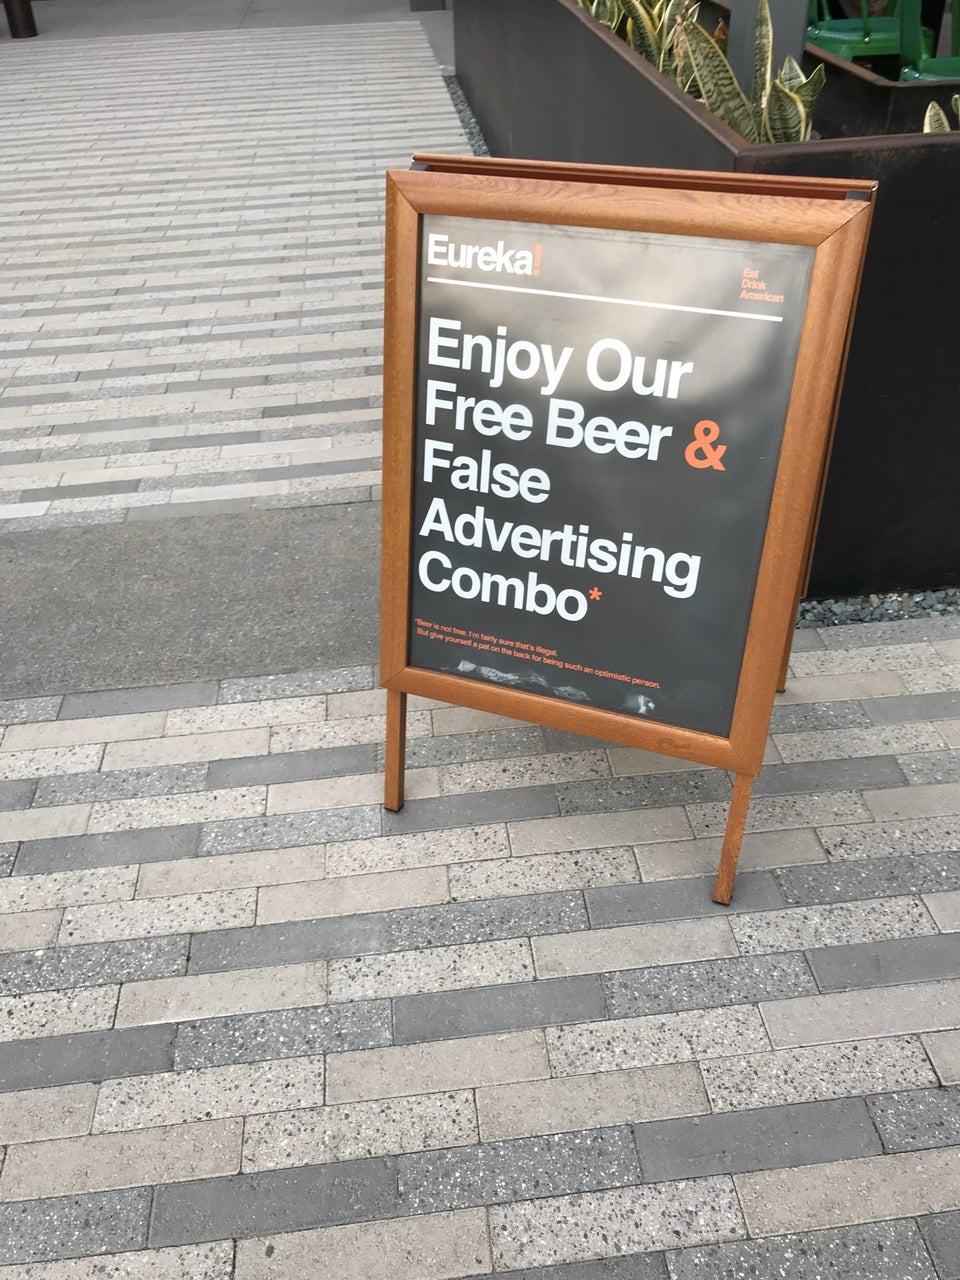 Eureka!
Eat
Drink
American
Enjoy Our
Free Beer &
False
Advertising
Combo*
*Beer is not free. I'm fairly sure that's illegal.
But give yourself a pat on the back for being such an optimistic person.